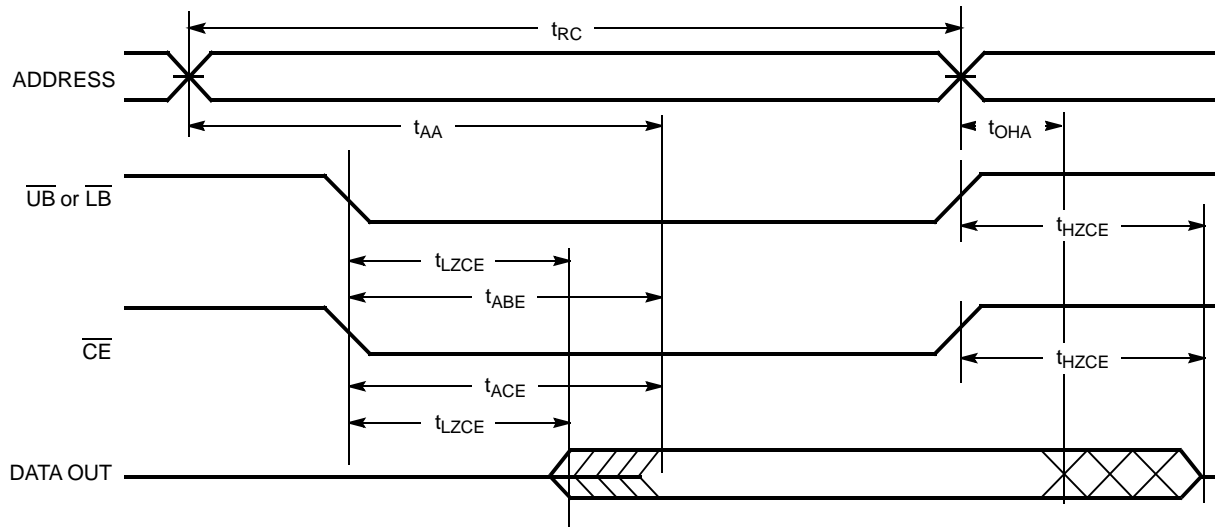 tRC
ADDRESS
tAA
tOHA
UB or LB
tHZCE
tLZCE
tABE
CE
tHZCE
tACE
tLZCE
DATA OUT